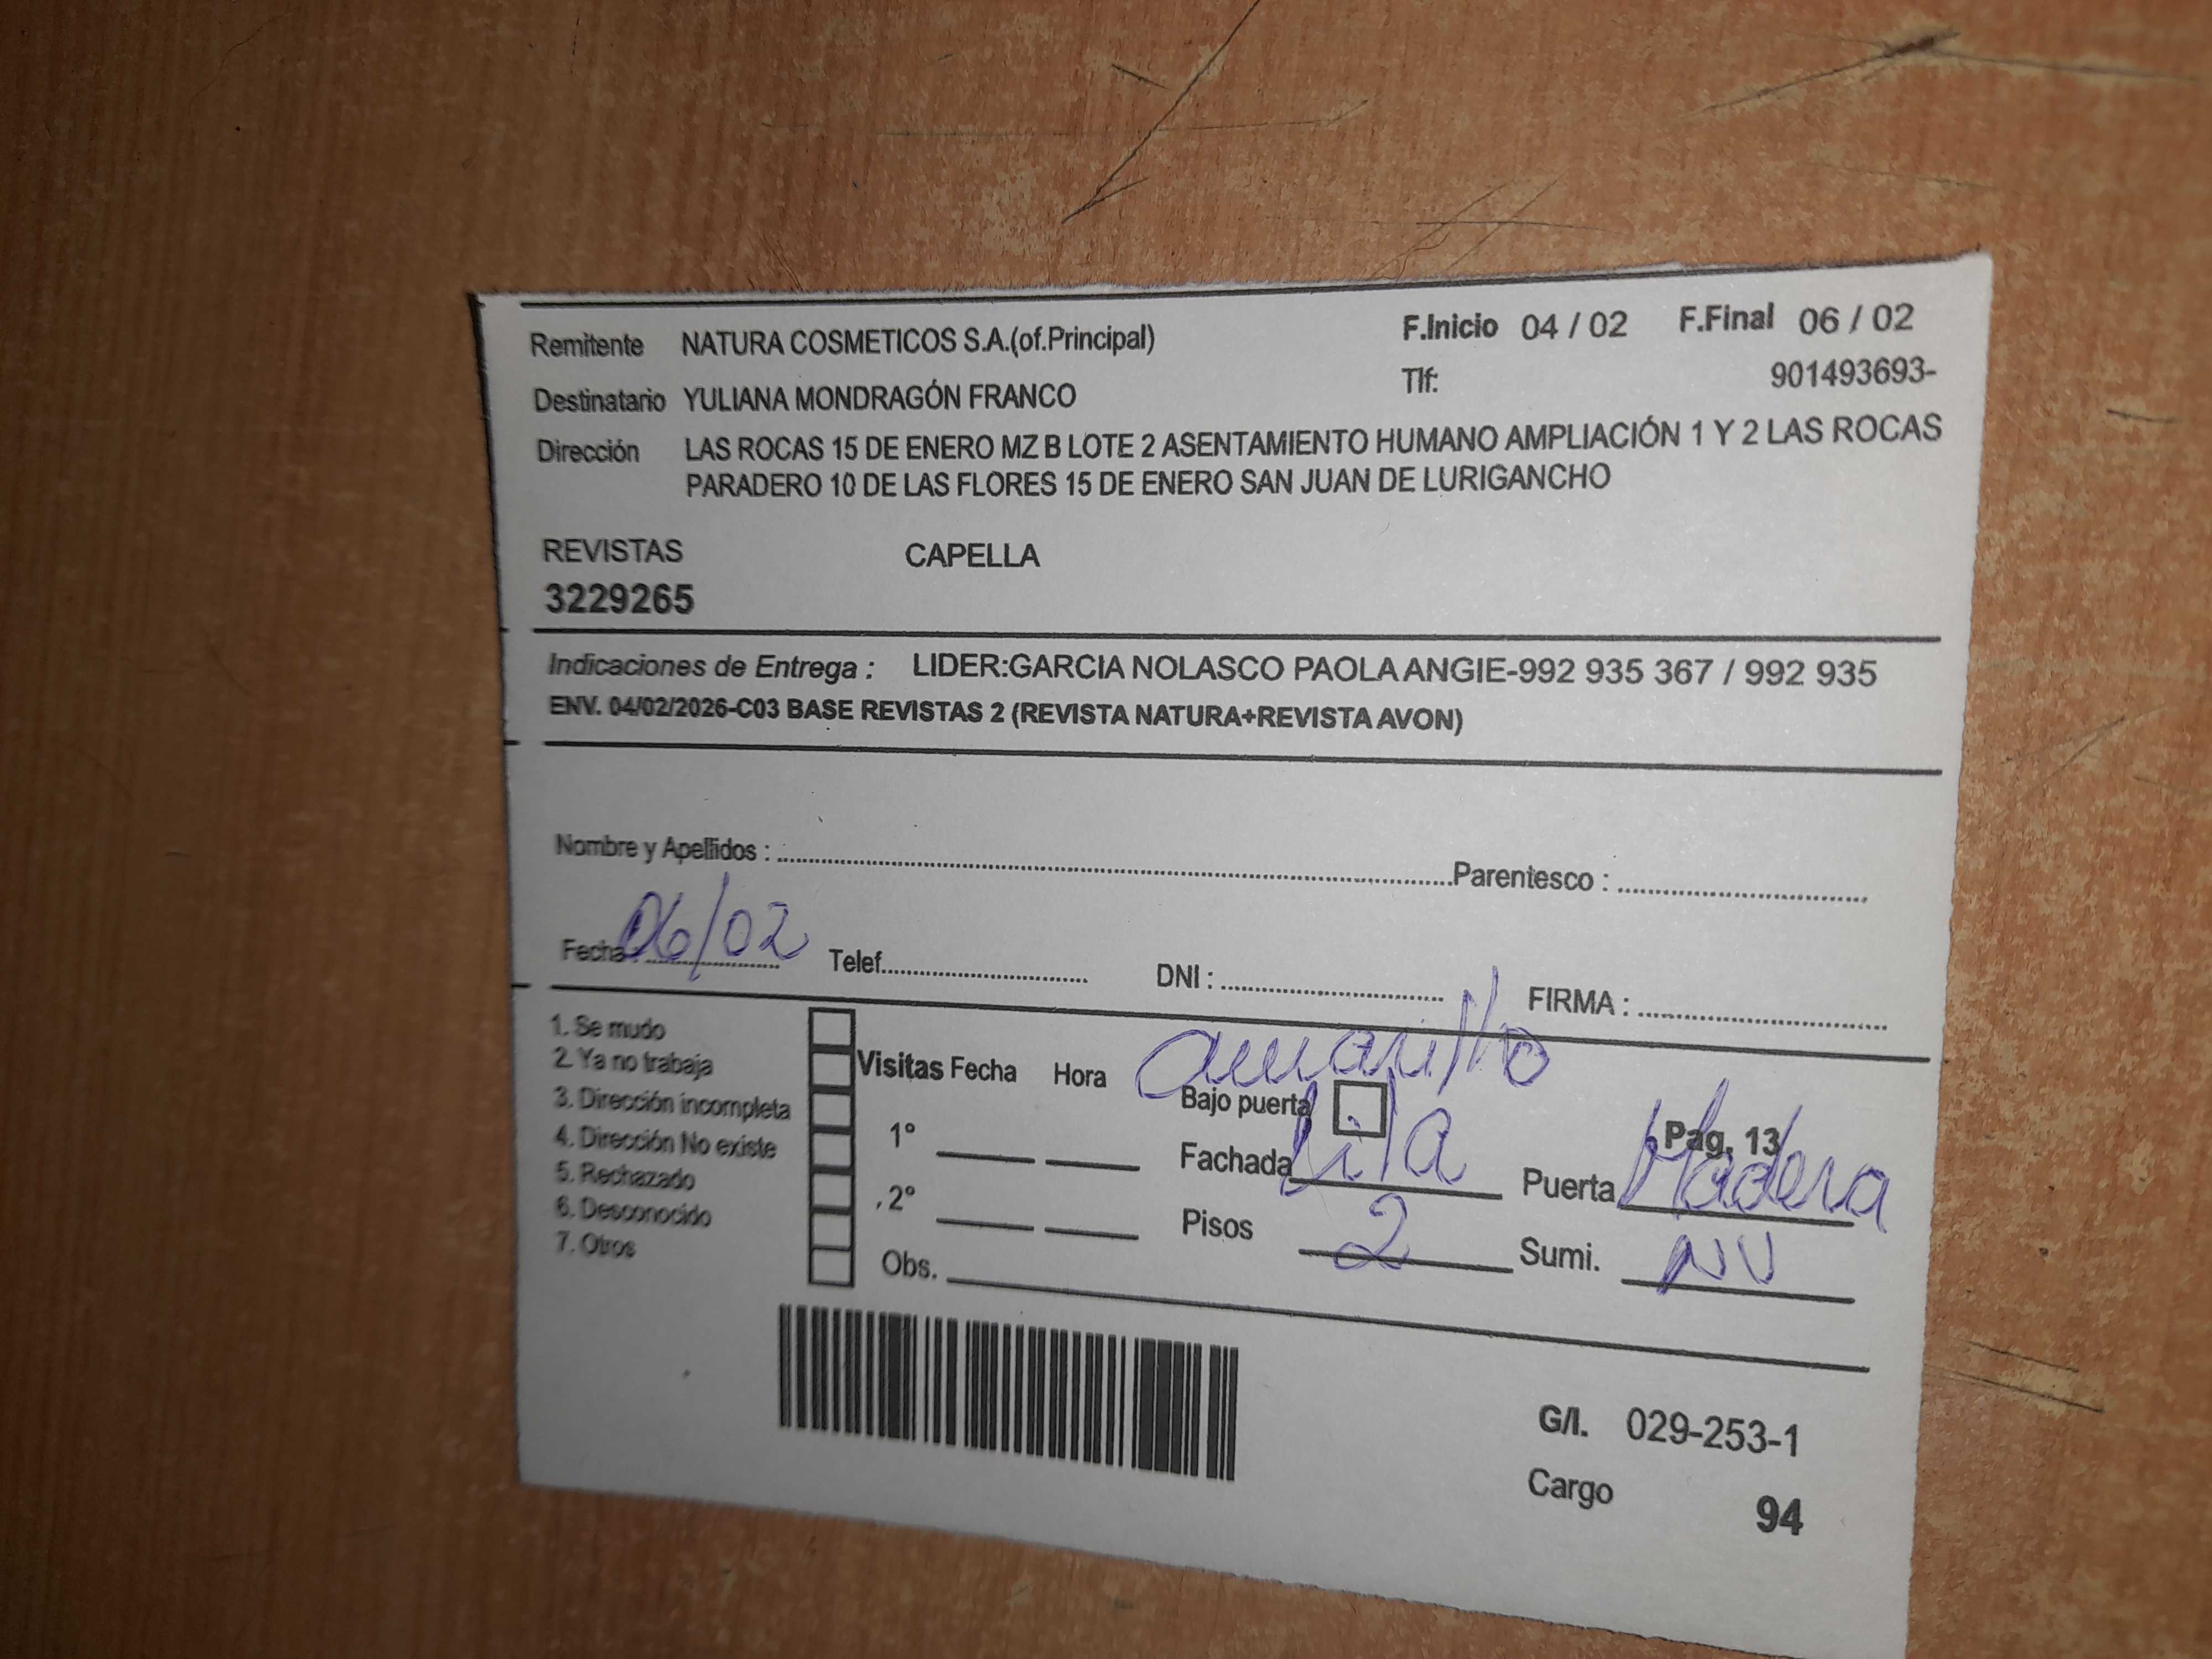 Remitente NATURA COSMETICOS S.A.(of.Principal) F.Inicio 04 / 02 F.Final 06 / 02
Destinatario YULIANA MONDRAGÓN FRANCO Tlf: 901493693-
Dirección LAS ROCAS 15 DE ENERO MZ B LOTE 2 ASENTAMIENTO HUMANO AMPLIACIÓN 1 Y 2 LAS ROCAS
PARADERO 10 DE LAS FLORES 15 DE ENERO SAN JUAN DE LURIGANCHO
REVISTAS CAPELLA
3229265
Indicaciones de Entrega : LIDER:GARCIA NOLASCO PAOLA ANGIE-992 935 367 / 992 935
ENV. 04/02/2026-C03 BASE REVISTAS 2 (REVISTA NATURA+REVISTA AVON)
Nombre y Apellidos : Parentesco :
Fecha : 06/02 Telef. DNI : FIRMA :
1. Se mudo
2. Ya no trabaja
3. Dirección incompleta
4. Dirección No existe
5. Rechazado
6. Desconocido
7. Otros
Visitas Fecha Hora
1°
2°
Obs.
amarillo
Bajo puerta
Pag. 13
Fachada Lila Puerta Madera
Pisos 2 Sumi. NV
G/I. 029-253-1
Cargo 94